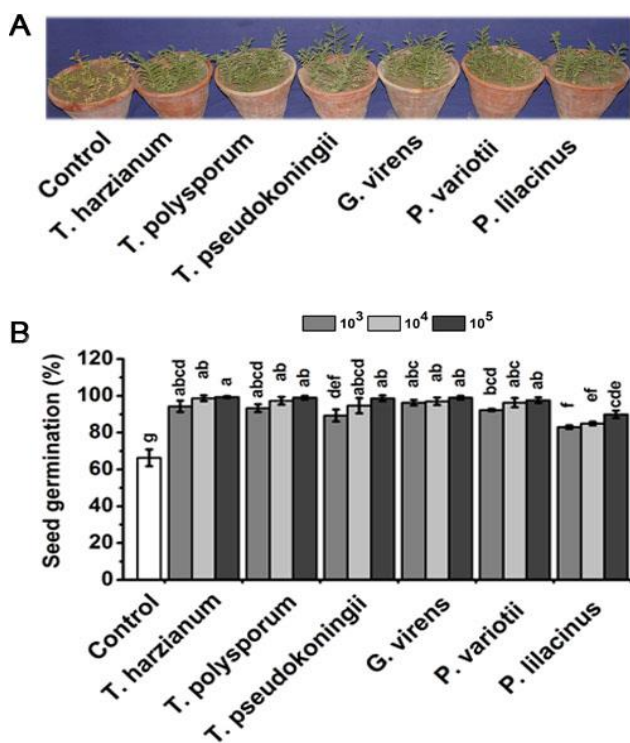 A
Control
T. harzianum
T. polysporum
T. pseudokoningii
G. virens
P. variotii
P. lilacinus
B
10³ 10⁴ 10⁵
Seed germination (%)
120
100
80
60
40
20
0
g
abcd ab a
abcd ab ab
def abcd ab
abc ab ab
bcd abc ab
f ef cde
Control
T. harzianum
T. polysporum
T. pseudokoningii
G. virens
P. variotii
P. lilacinus